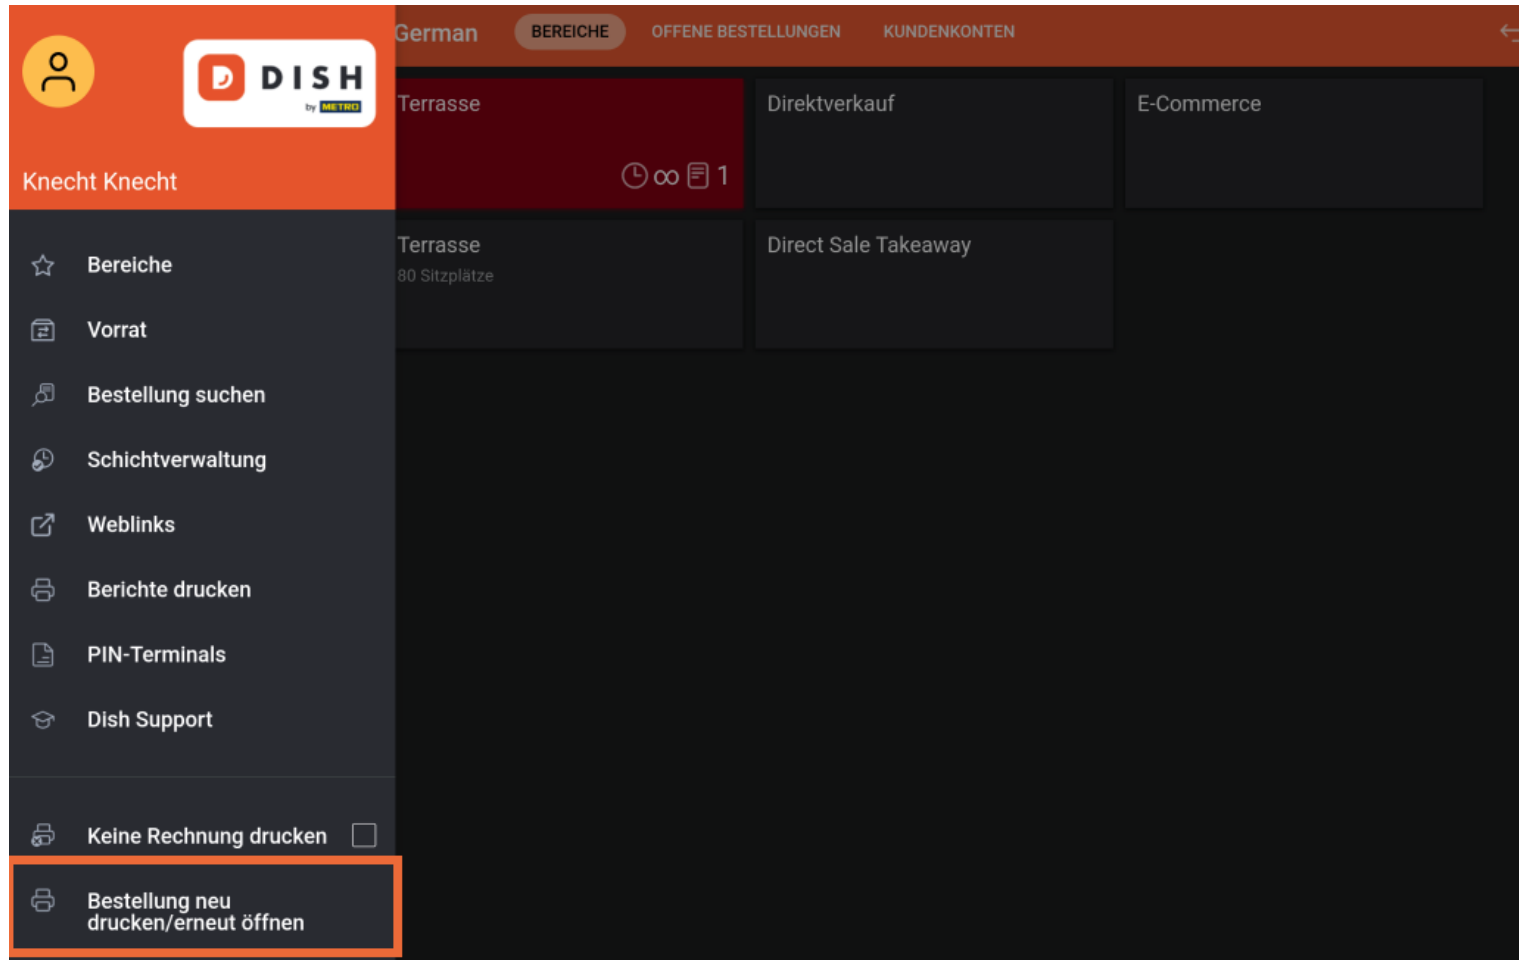 German
BEREICHE
OFFENE BESTELLUNGEN
KUNDENKONTEN
DISH
by METRO
Knecht Knecht
Bereiche
Vorrat
Bestellung suchen
Schichtverwaltung
Weblinks
Berichte drucken
PIN-Terminals
Dish Support
Keine Rechnung drucken
Bestellung neu
drucken/erneut öffnen
Terrasse
1
Direktverkauf
E-Commerce
Terrasse
80 Sitzplätze
Direct Sale Takeaway